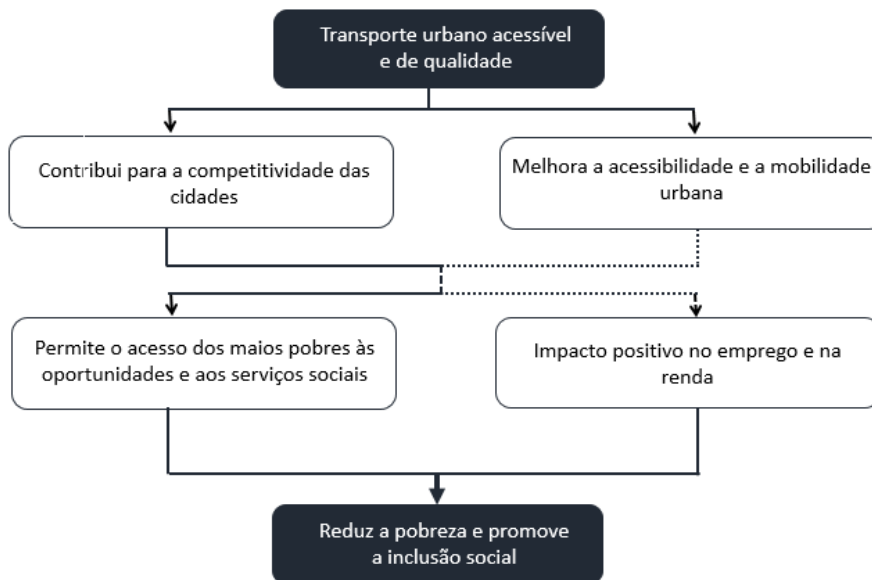 Transporte urbano acessível
e de qualidade
Contribui para a competitividade das
cidades
Melhora a acessibilidade e a mobilidade
urbana
Permite o acesso dos maios pobres às
oportunidades e aos serviços sociais
Impacto positivo no emprego e na
renda
Reduz a pobreza e promove
a inclusão social